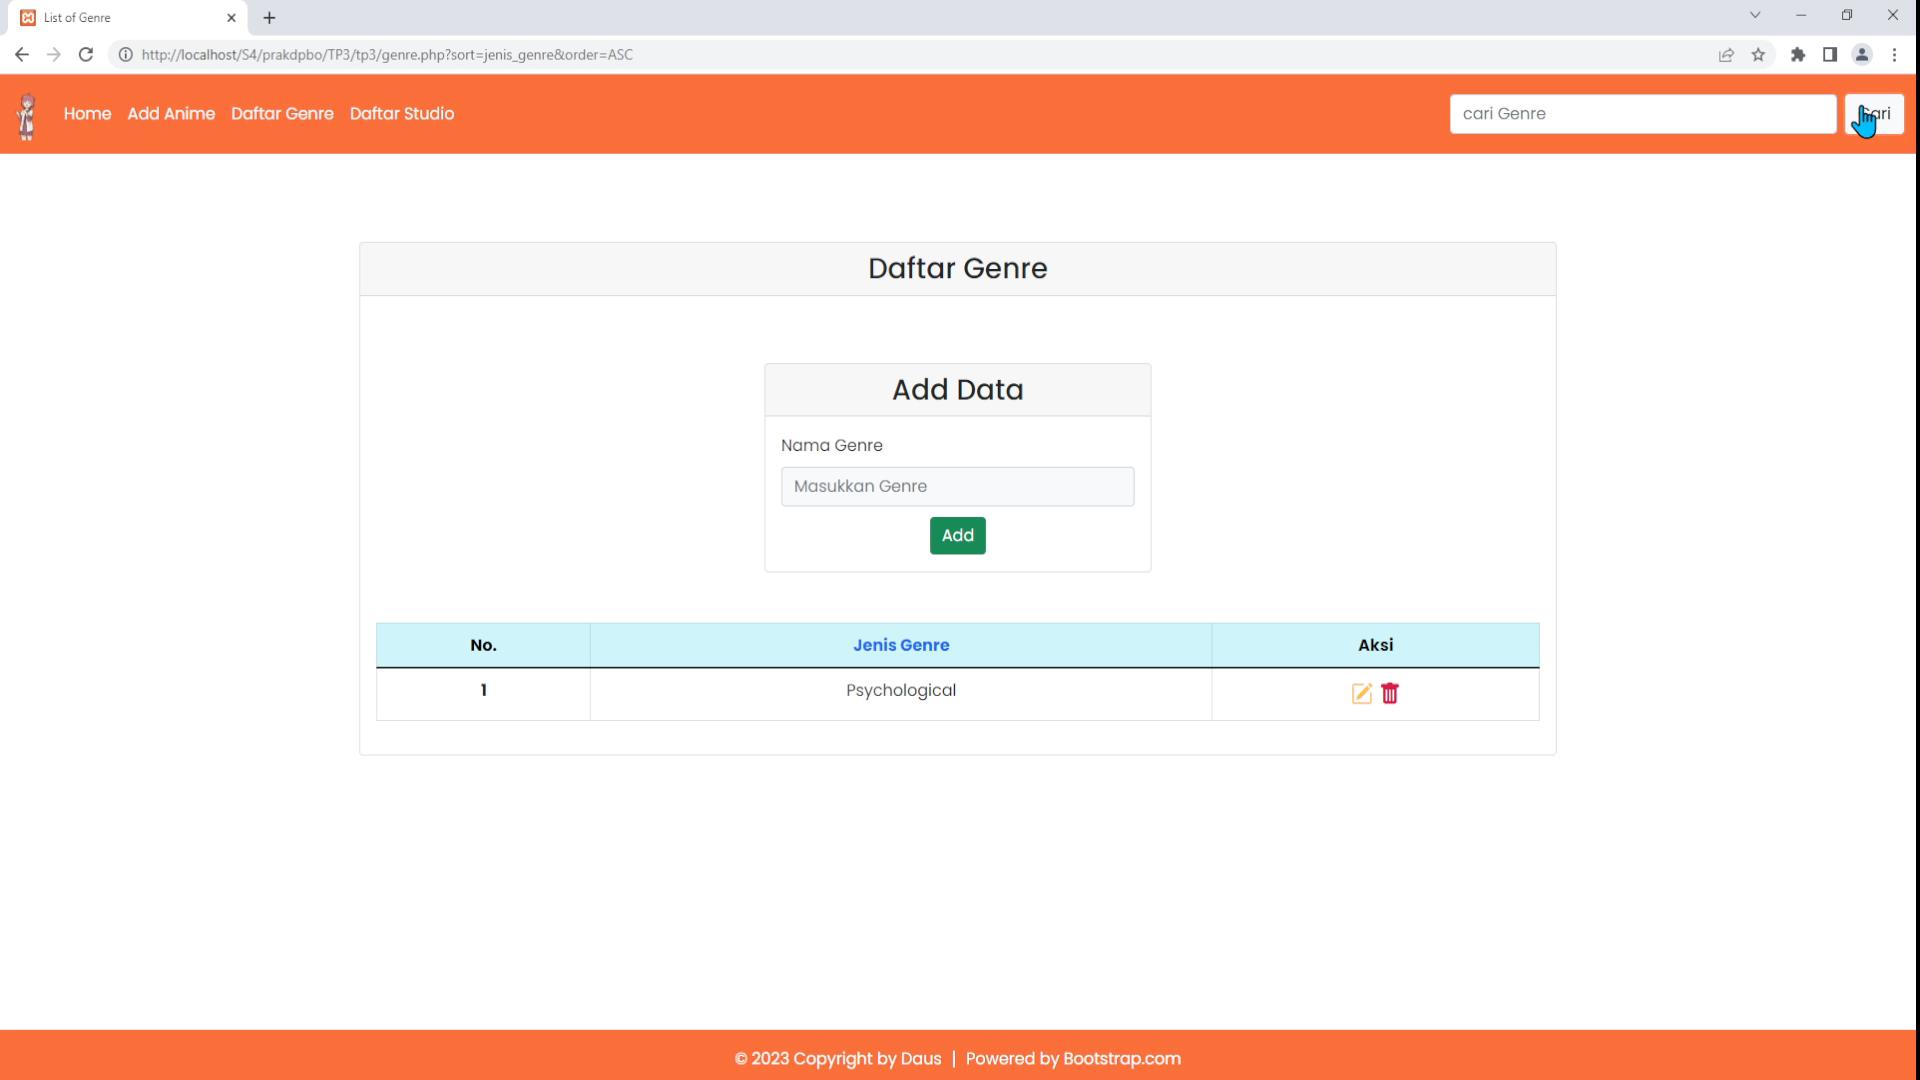 List of Genre
http://localhost/S4/prakdpbo/TP3/tp3/genre.php?sort=jenis_genre&order=ASC
Home Add Anime Daftar Genre Daftar Studio cari Genre
Daftar Genre
Add Data
Nama Genre
Masukkan Genre
Add
No. Jenis Genre Aksi
1 Psychological
© 2023 Copyright by Daus | Powered by Bootstrap.com